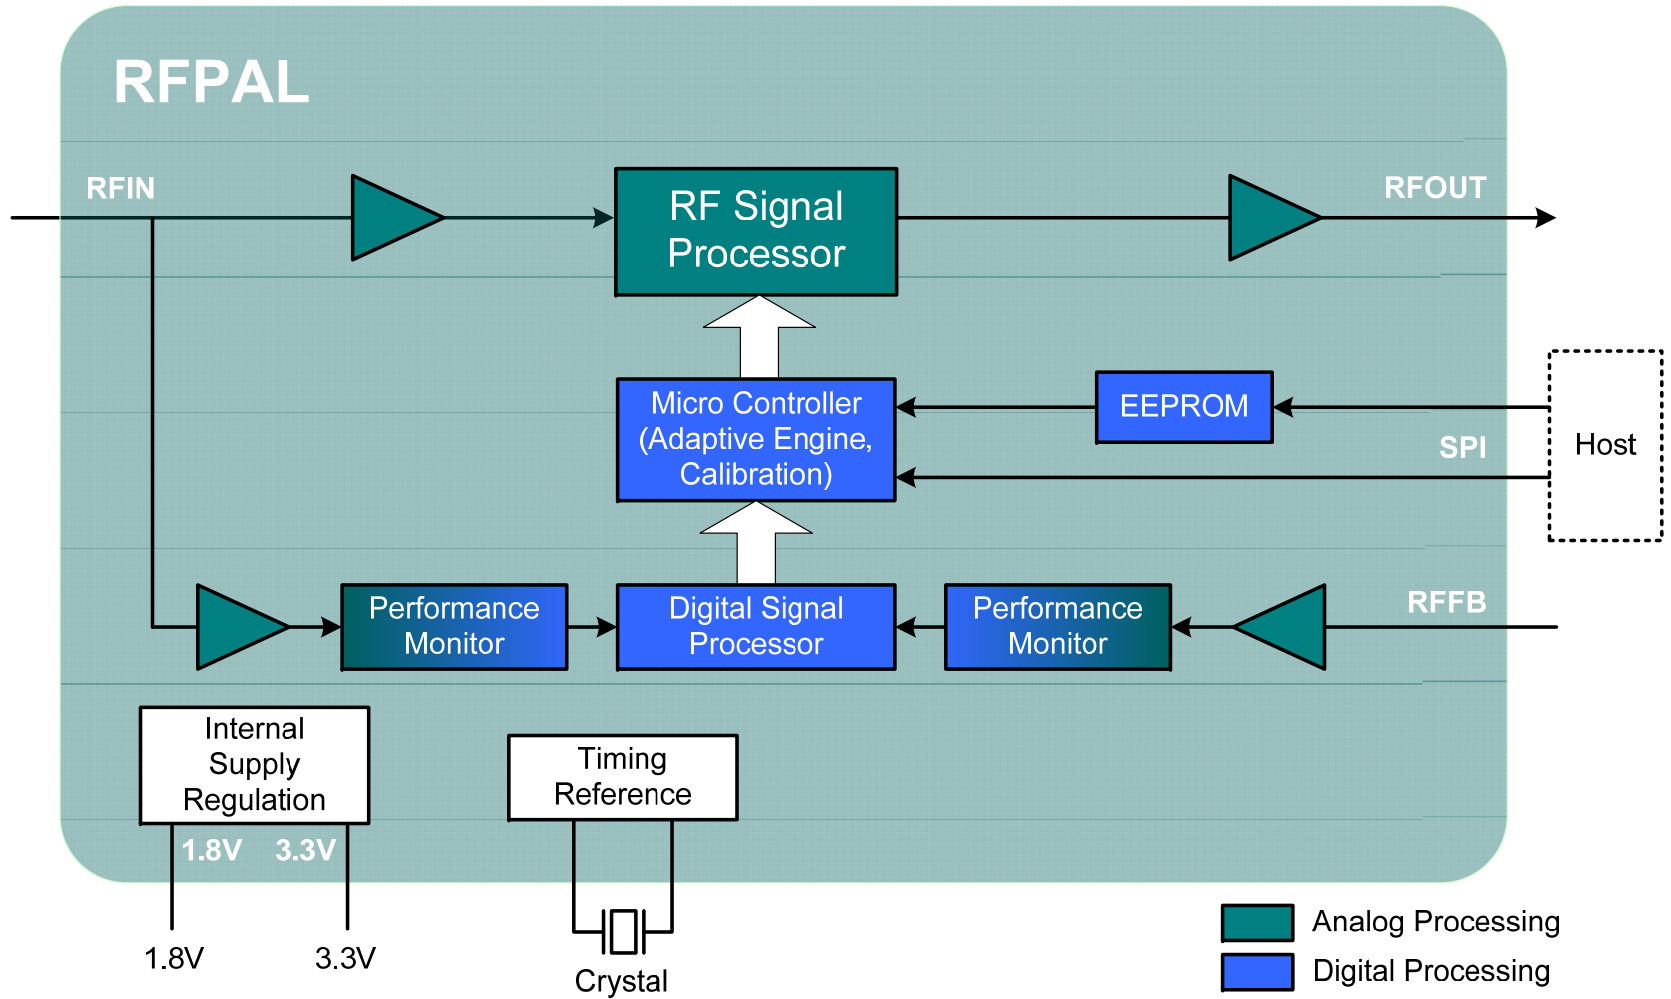 RFPAL
RFIN
RF Signal
Processor
RFOUT
Micro Controller
(Adaptive Engine,
Calibration)
EEPROM
SPI
Host
Performance
Monitor
Digital Signal
Processor
Performance
Monitor
RFFB
Internal
Supply
Regulation
1.8V 3.3V
1.8V
3.3V
Timing
Reference
Crystal
Analog Processing
Digital Processing